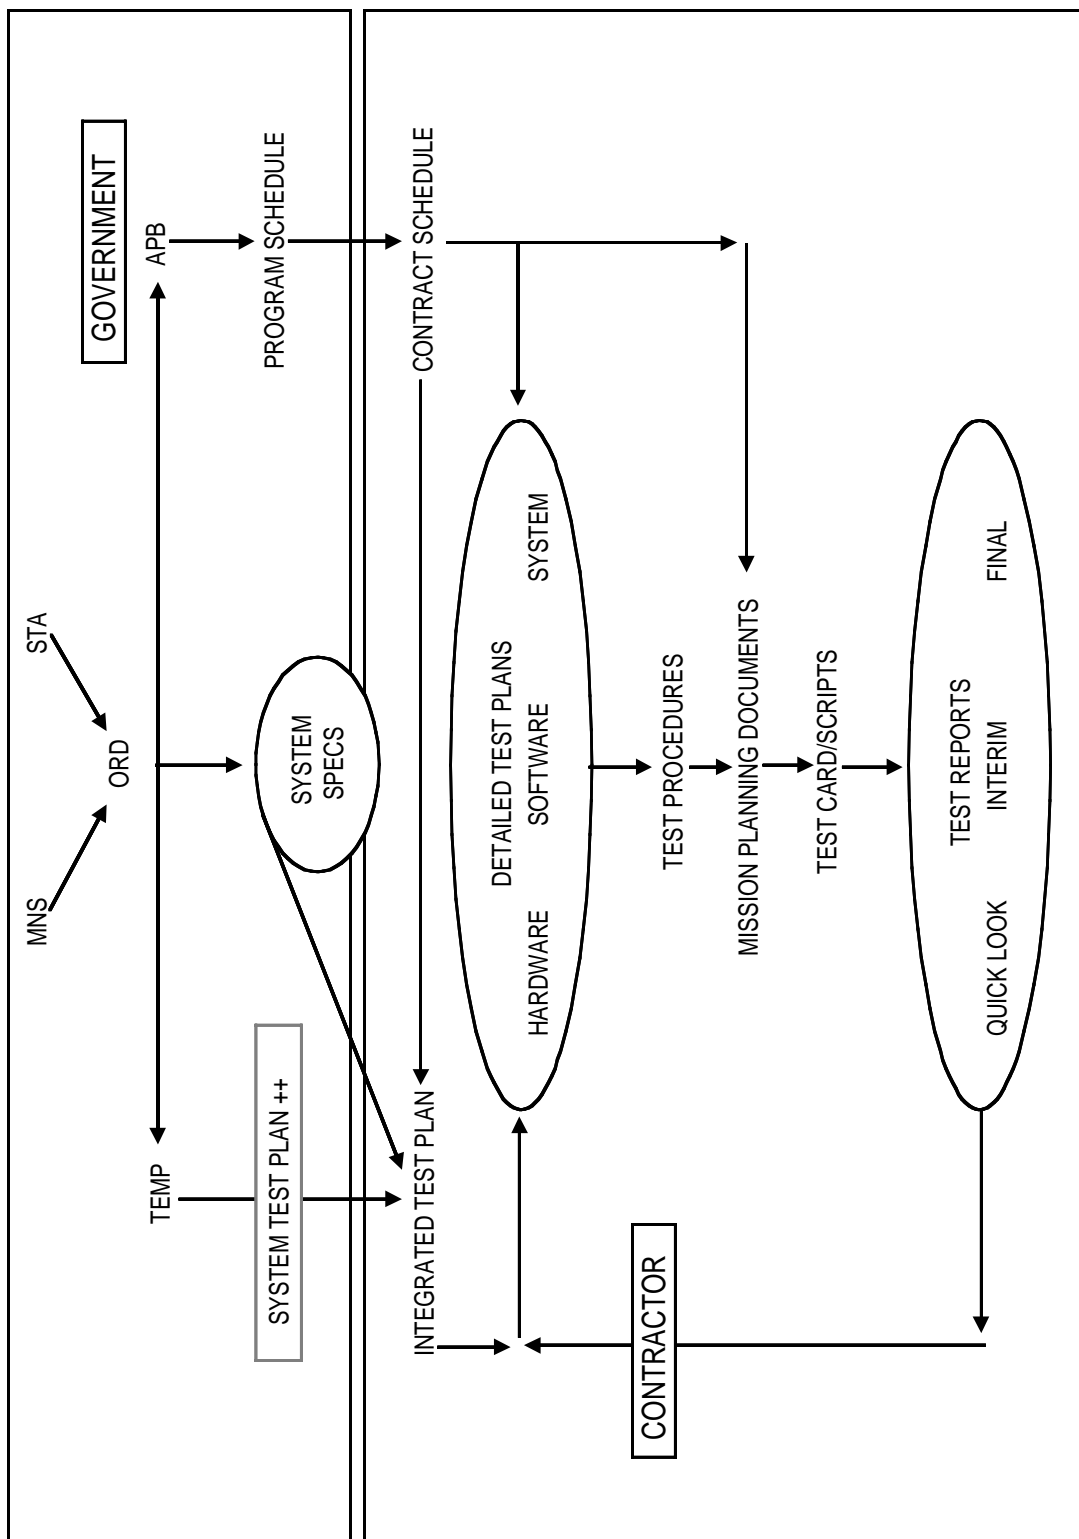 MNS
STA
GOVERNMENT
ORD
TEMP
APB
SYSTEM TEST PLAN ++
SYSTEM
SPECS
PROGRAM SCHEDULE
INTEGRATED TEST PLAN
CONTRACT SCHEDULE
DETAILED TEST PLANS
HARDWARE SOFTWARE SYSTEM
CONTRACTOR
TEST PROCEDURES
MISSION PLANNING DOCUMENTS
TEST CARD/SCRIPTS
TEST REPORTS
QUICK LOOK INTERIM FINAL